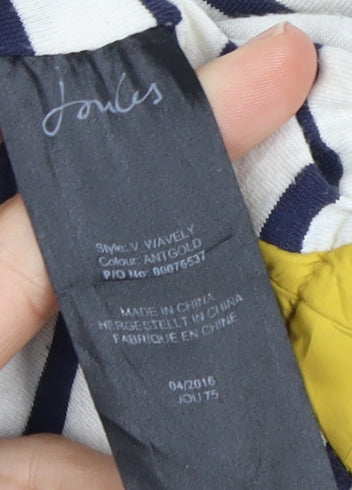 Joules
Style: V_WAVELY
Colour: ANTGOLD
P/O No: 00076537
MADE IN CHINA
HERGESTELLT IN CHINA
FABRIQUE EN CHINE
04/2016
JOU 75